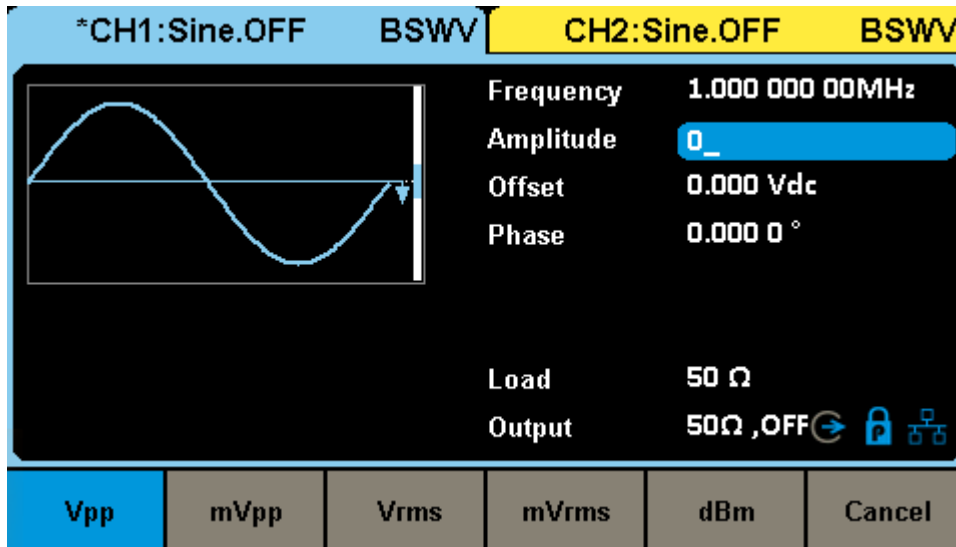 *CH1:Sine.OFF BSWV CH2:Sine.OFF BSWV
Frequency 1.000 000 00MHz
Amplitude 0_
Offset 0.000 Vdc
Phase 0.000 0 °
Load 50 Ω
Output 50Ω ,OFF P
Vpp mVpp Vrms mVrms dBm Cancel